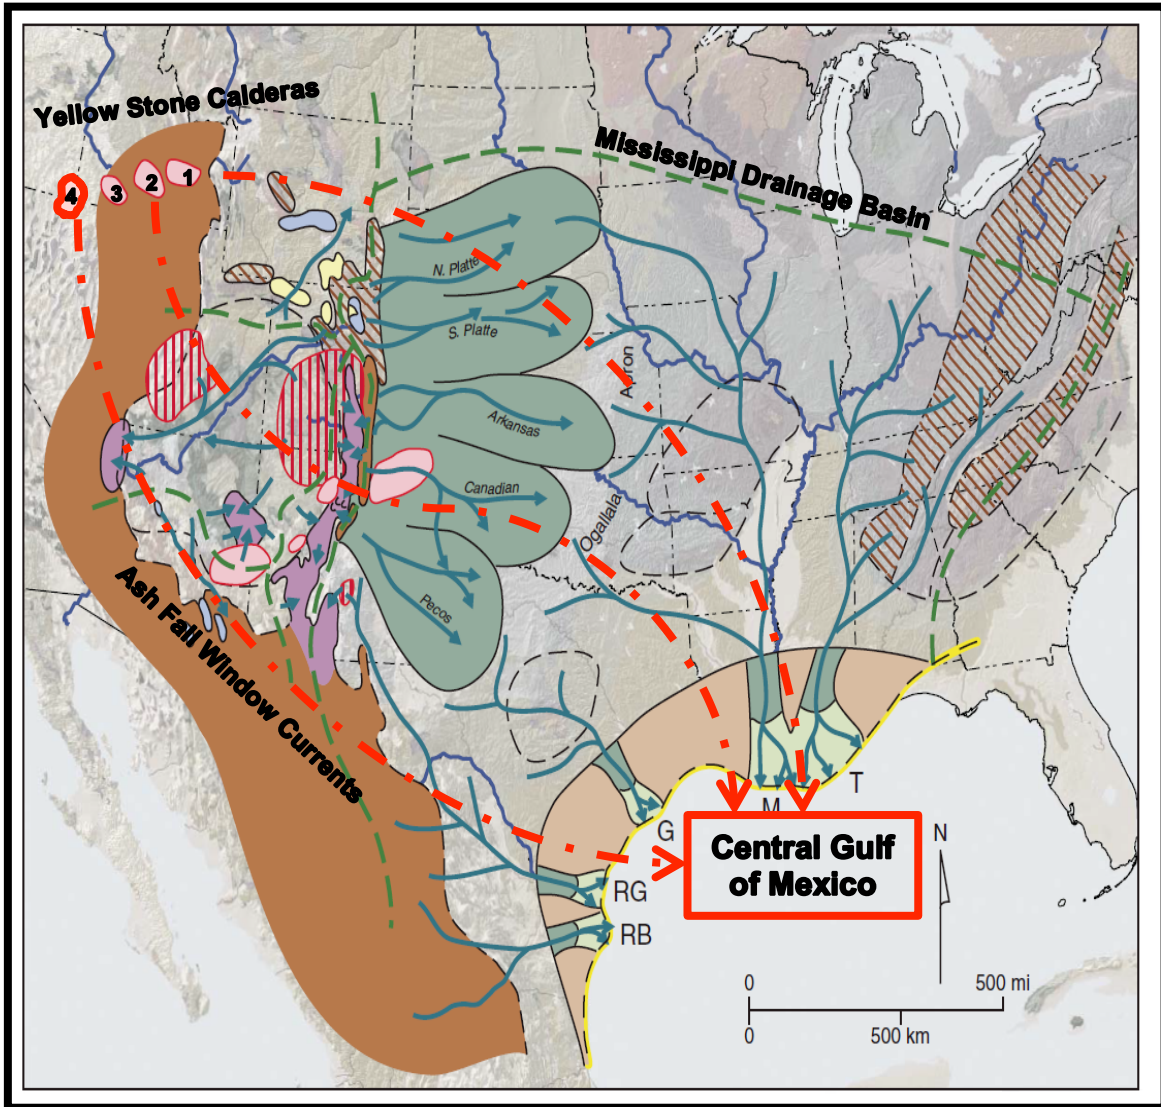 Yellow Stone Calderas
Mississippi Drainage Basin
4
3
2
1
N. Platte
S. Platte
Auron
Arkansas
Canadian
Ogallala
Pecos
Ash Fall Window Currents
T
M
G
Central Gulf
of Mexico
N
RG
RB
0
500 mi
0
500 km